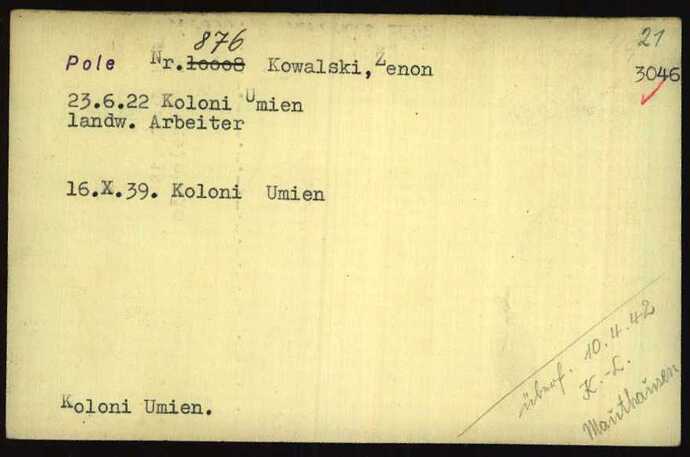 876
21
Pole Nr.10008 Kowalski, Zenon
3046
23.6.22 Koloni Umien
landw. Arbeiter
16.X.39. Koloni Umien
überf. 10.4.42
K.-L.
Mauthausen
Koloni Umien.